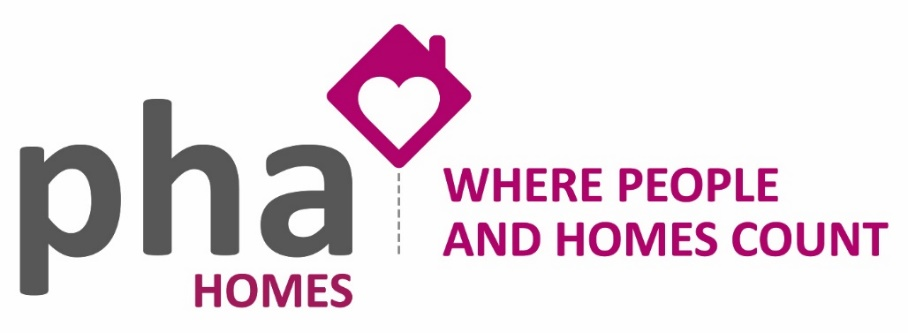 pha
HOMES
WHERE PEOPLE
AND HOMES COUNT